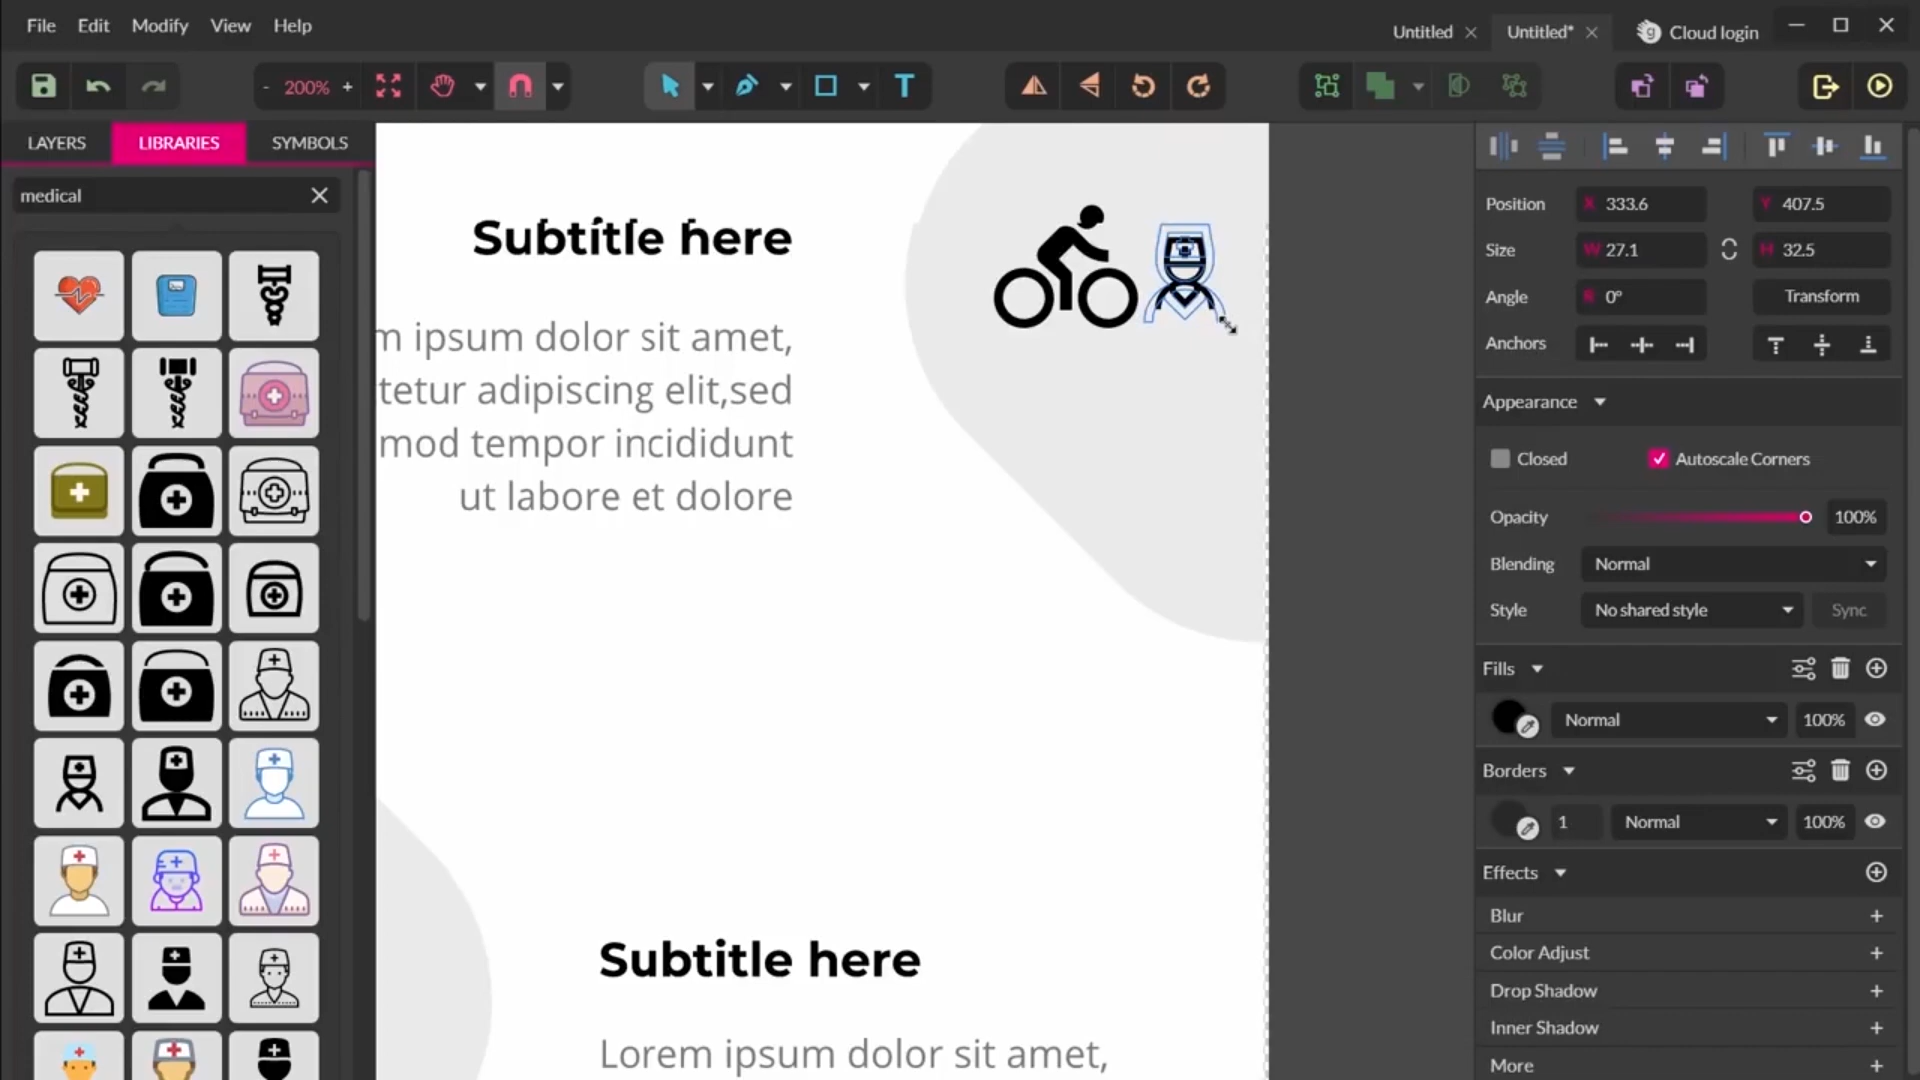 File Edit Modify View Help
Untitled Untitled* Cloud login
- 200% + T
LAYERS LIBRARIES SYMBOLS
medical
Subtitle here
m ipsum dolor sit amet,
tetur adipiscing elit,sed
mod tempor incididunt
ut labore et dolore
Subtitle here
Lorem ipsum dolor sit amet,
Position X 333.6 Y 407.5
Size W 27.1 H 32.5
Angle R 0° Transform
Anchors
Appearance
Closed Autoscale Corners
Opacity 100%
Blending Normal
Style No shared style Sync
Fills
Normal 100%
Borders
1 Normal 100%
Effects
Blur +
Color Adjust +
Drop Shadow +
Inner Shadow +
More +